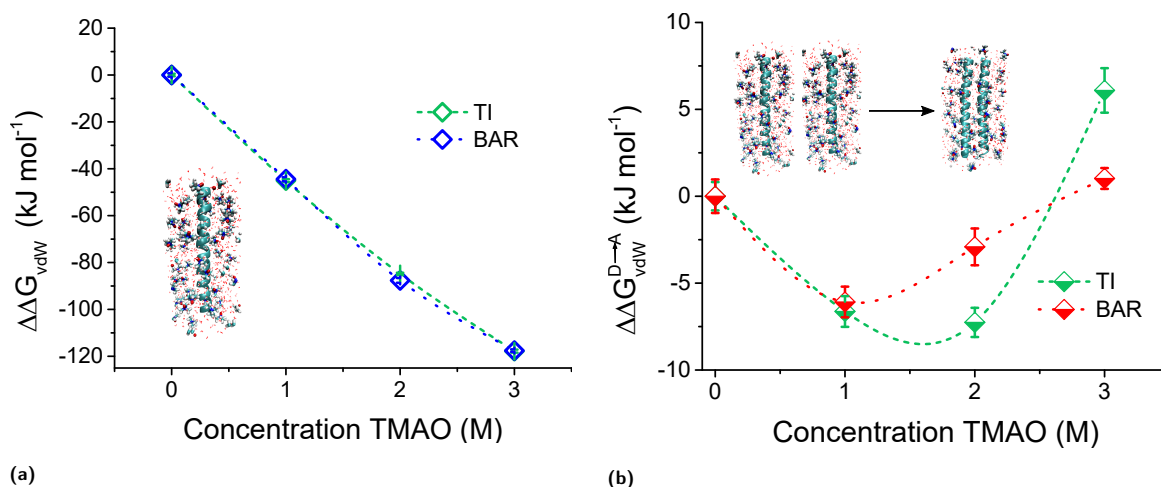 20
0
-20
-40
-60
-80
-100
-120
ΔΔG_vdW (kJ mol⁻¹)
TI
BAR
0 1 2 3
Concentration TMAO (M)
(a)
10
5
0
-5
-10
ΔΔG_vdW^D→A (kJ mol⁻¹)
TI
BAR
0 1 2 3
Concentration TMAO (M)
(b)